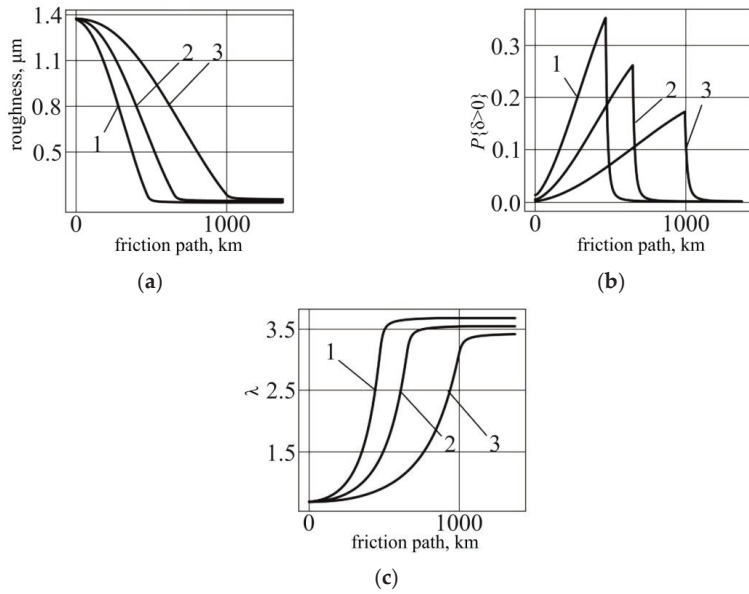 1.4
1.1
0.8
0.5
roughness, μm
1
2
3
0
1000
friction path, km
(a)
0.3
0.2
0.1
0.0
P{δ>0}
1
2
3
0
1000
friction path, km
(b)
3.5
2.5
1.5
λ
1
2
3
0
1000
friction path, km
(c)